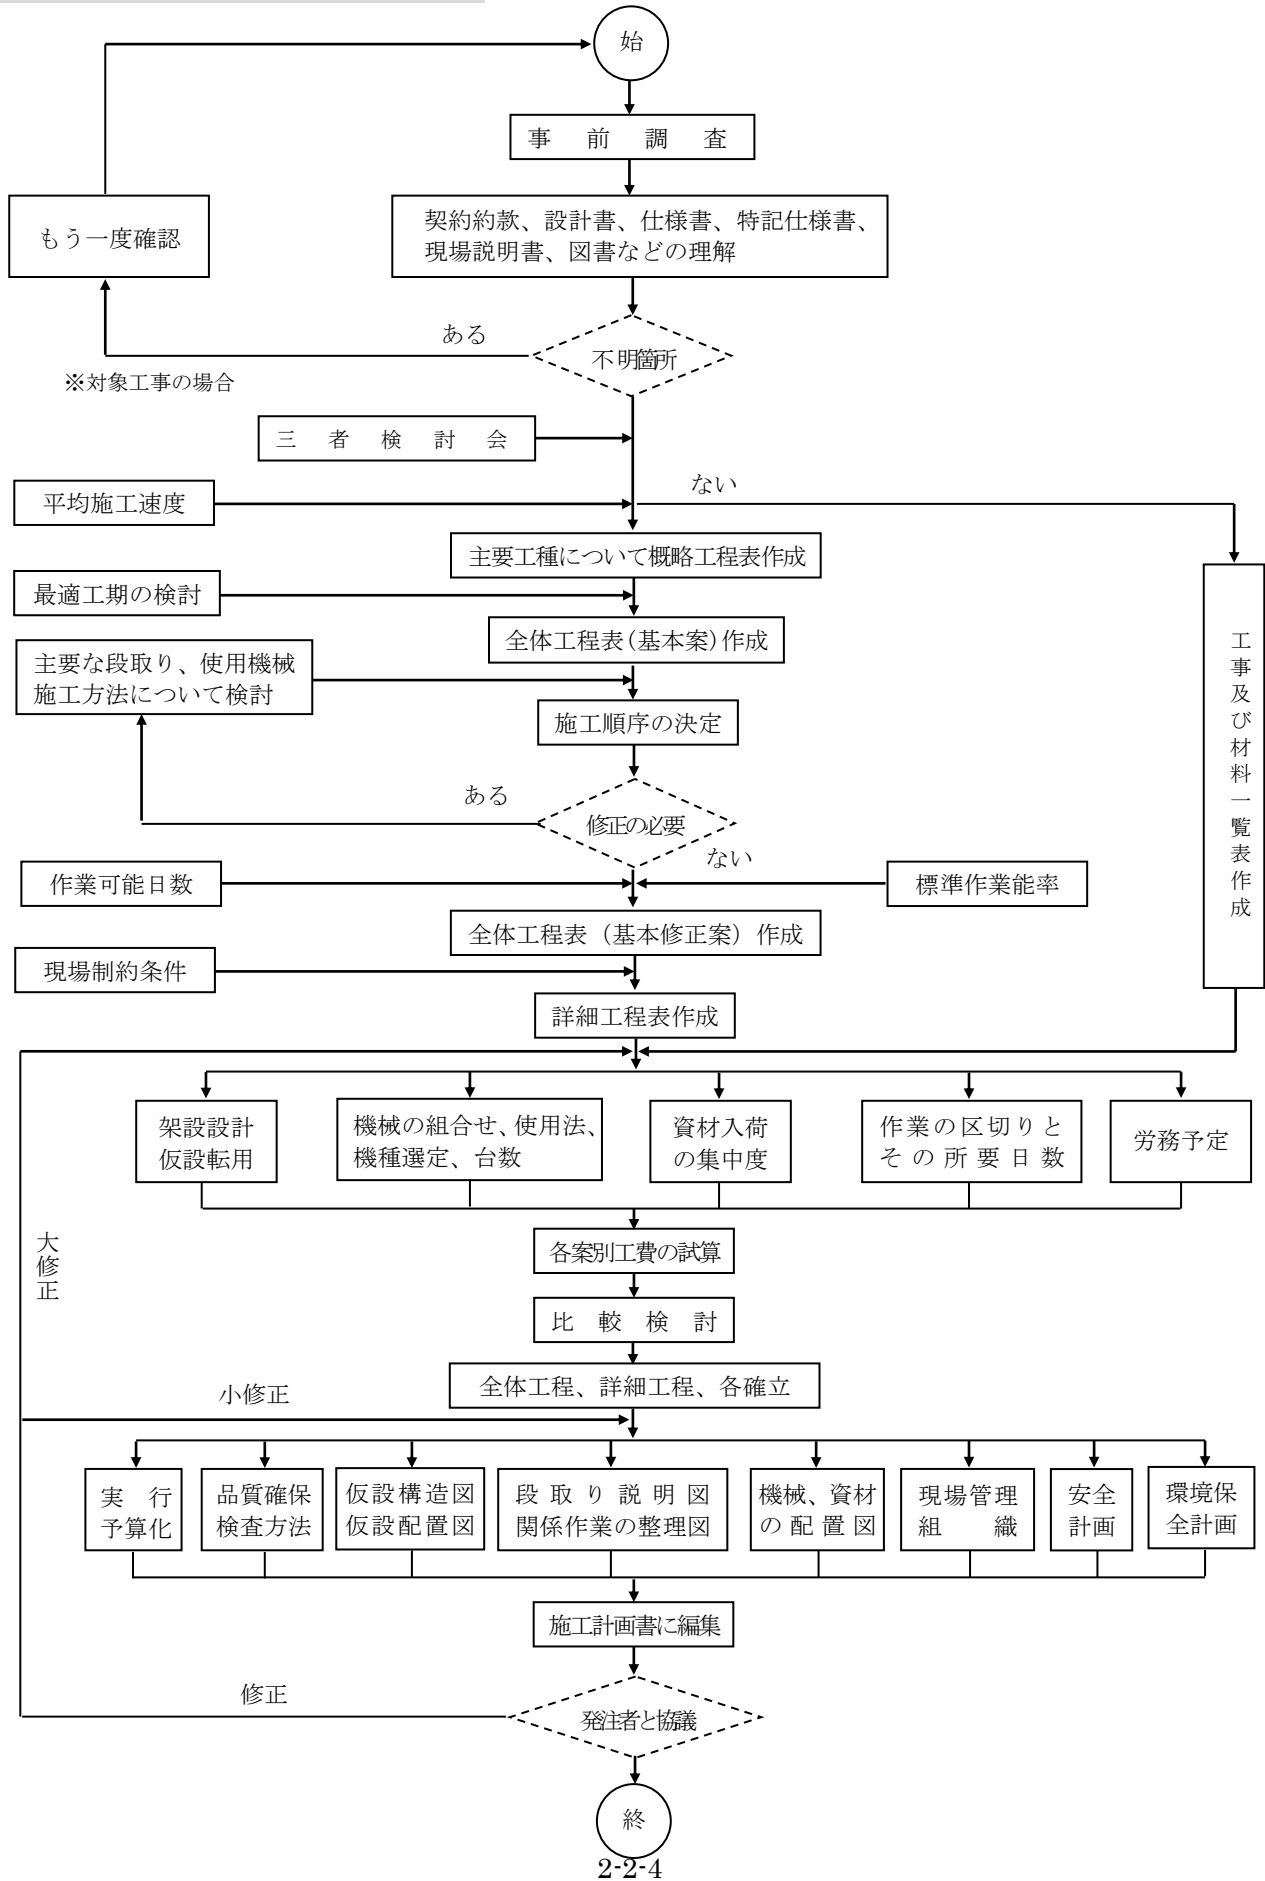 始
事前調査
もう一度確認
契約約款、設計書、仕様書、特記仕様書、
現場説明書、図書などの理解
ある
不明箇所
※対象工事の場合
三者検討会
ない
平均施工速度
主要工種について概略工程表作成
最適工期の検討
全体工程表(基本案)作成
工事及び材料一覧表作成
主要な段取り、使用機械
施工方法について検討
施工順序の決定
ある
修正の必要
ない
作業可能日数
標準作業能率
全体工程表（基本修正案）作成
現場制約条件
詳細工程表作成
架設設計
仮設転用
機械の組合せ、使用法、
機種選定、台数
資材入荷
の集中度
作業の区切りと
その所要日数
労務予定
大修正
各案別工費の試算
比較検討
全体工程、詳細工程、各確立
小修正
実行
予算化
品質確保
検査方法
仮設構造図
仮設配置図
段取り説明図
関係作業の整理図
機械、資材
の配置図
現場管理
組織
安全
計画
環境保
全計画
施工計画書に編集
修正
発注者と協議
終
2-2-4